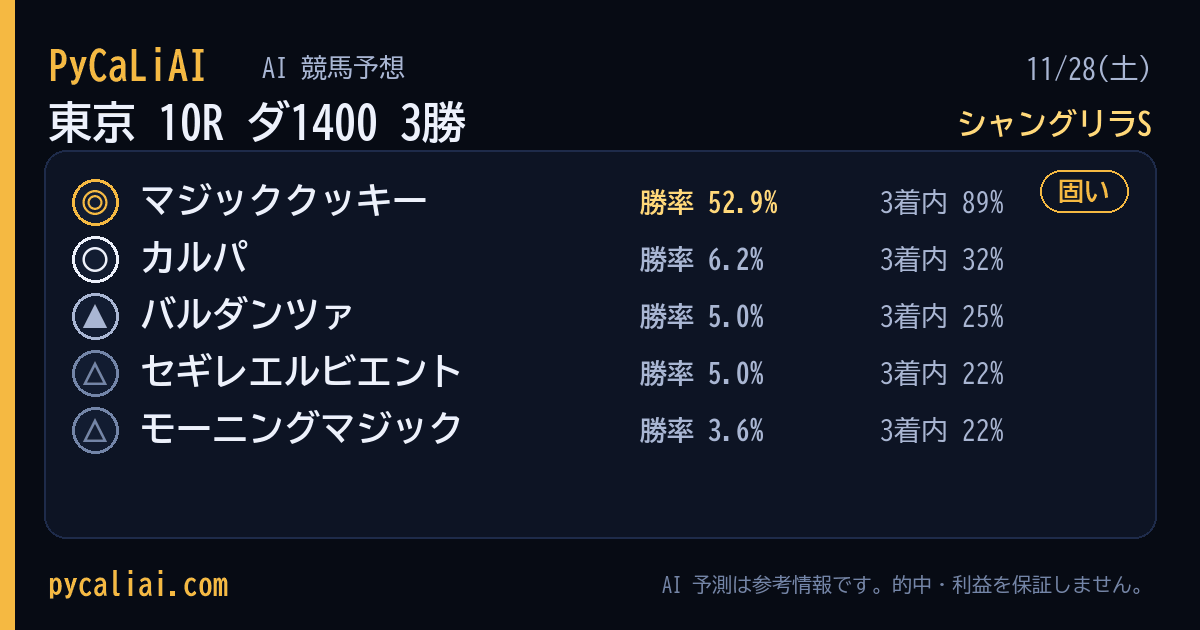 PyCaLiAI AI 競馬予想 11/28(土)
東京 10R ダ1400 3勝 シャングリラS
◎ マジッククッキー 勝率 52.9% 3着内 89% 固い
○ カルパ 勝率 6.2% 3着内 32%
▲ バルダンツァ 勝率 5.0% 3着内 25%
△ セギレエルビエント 勝率 5.0% 3着内 22%
△ モーニングマジック 勝率 3.6% 3着内 22%
pycaliai.com AI 予測は参考情報です。的中・利益を保証しません。